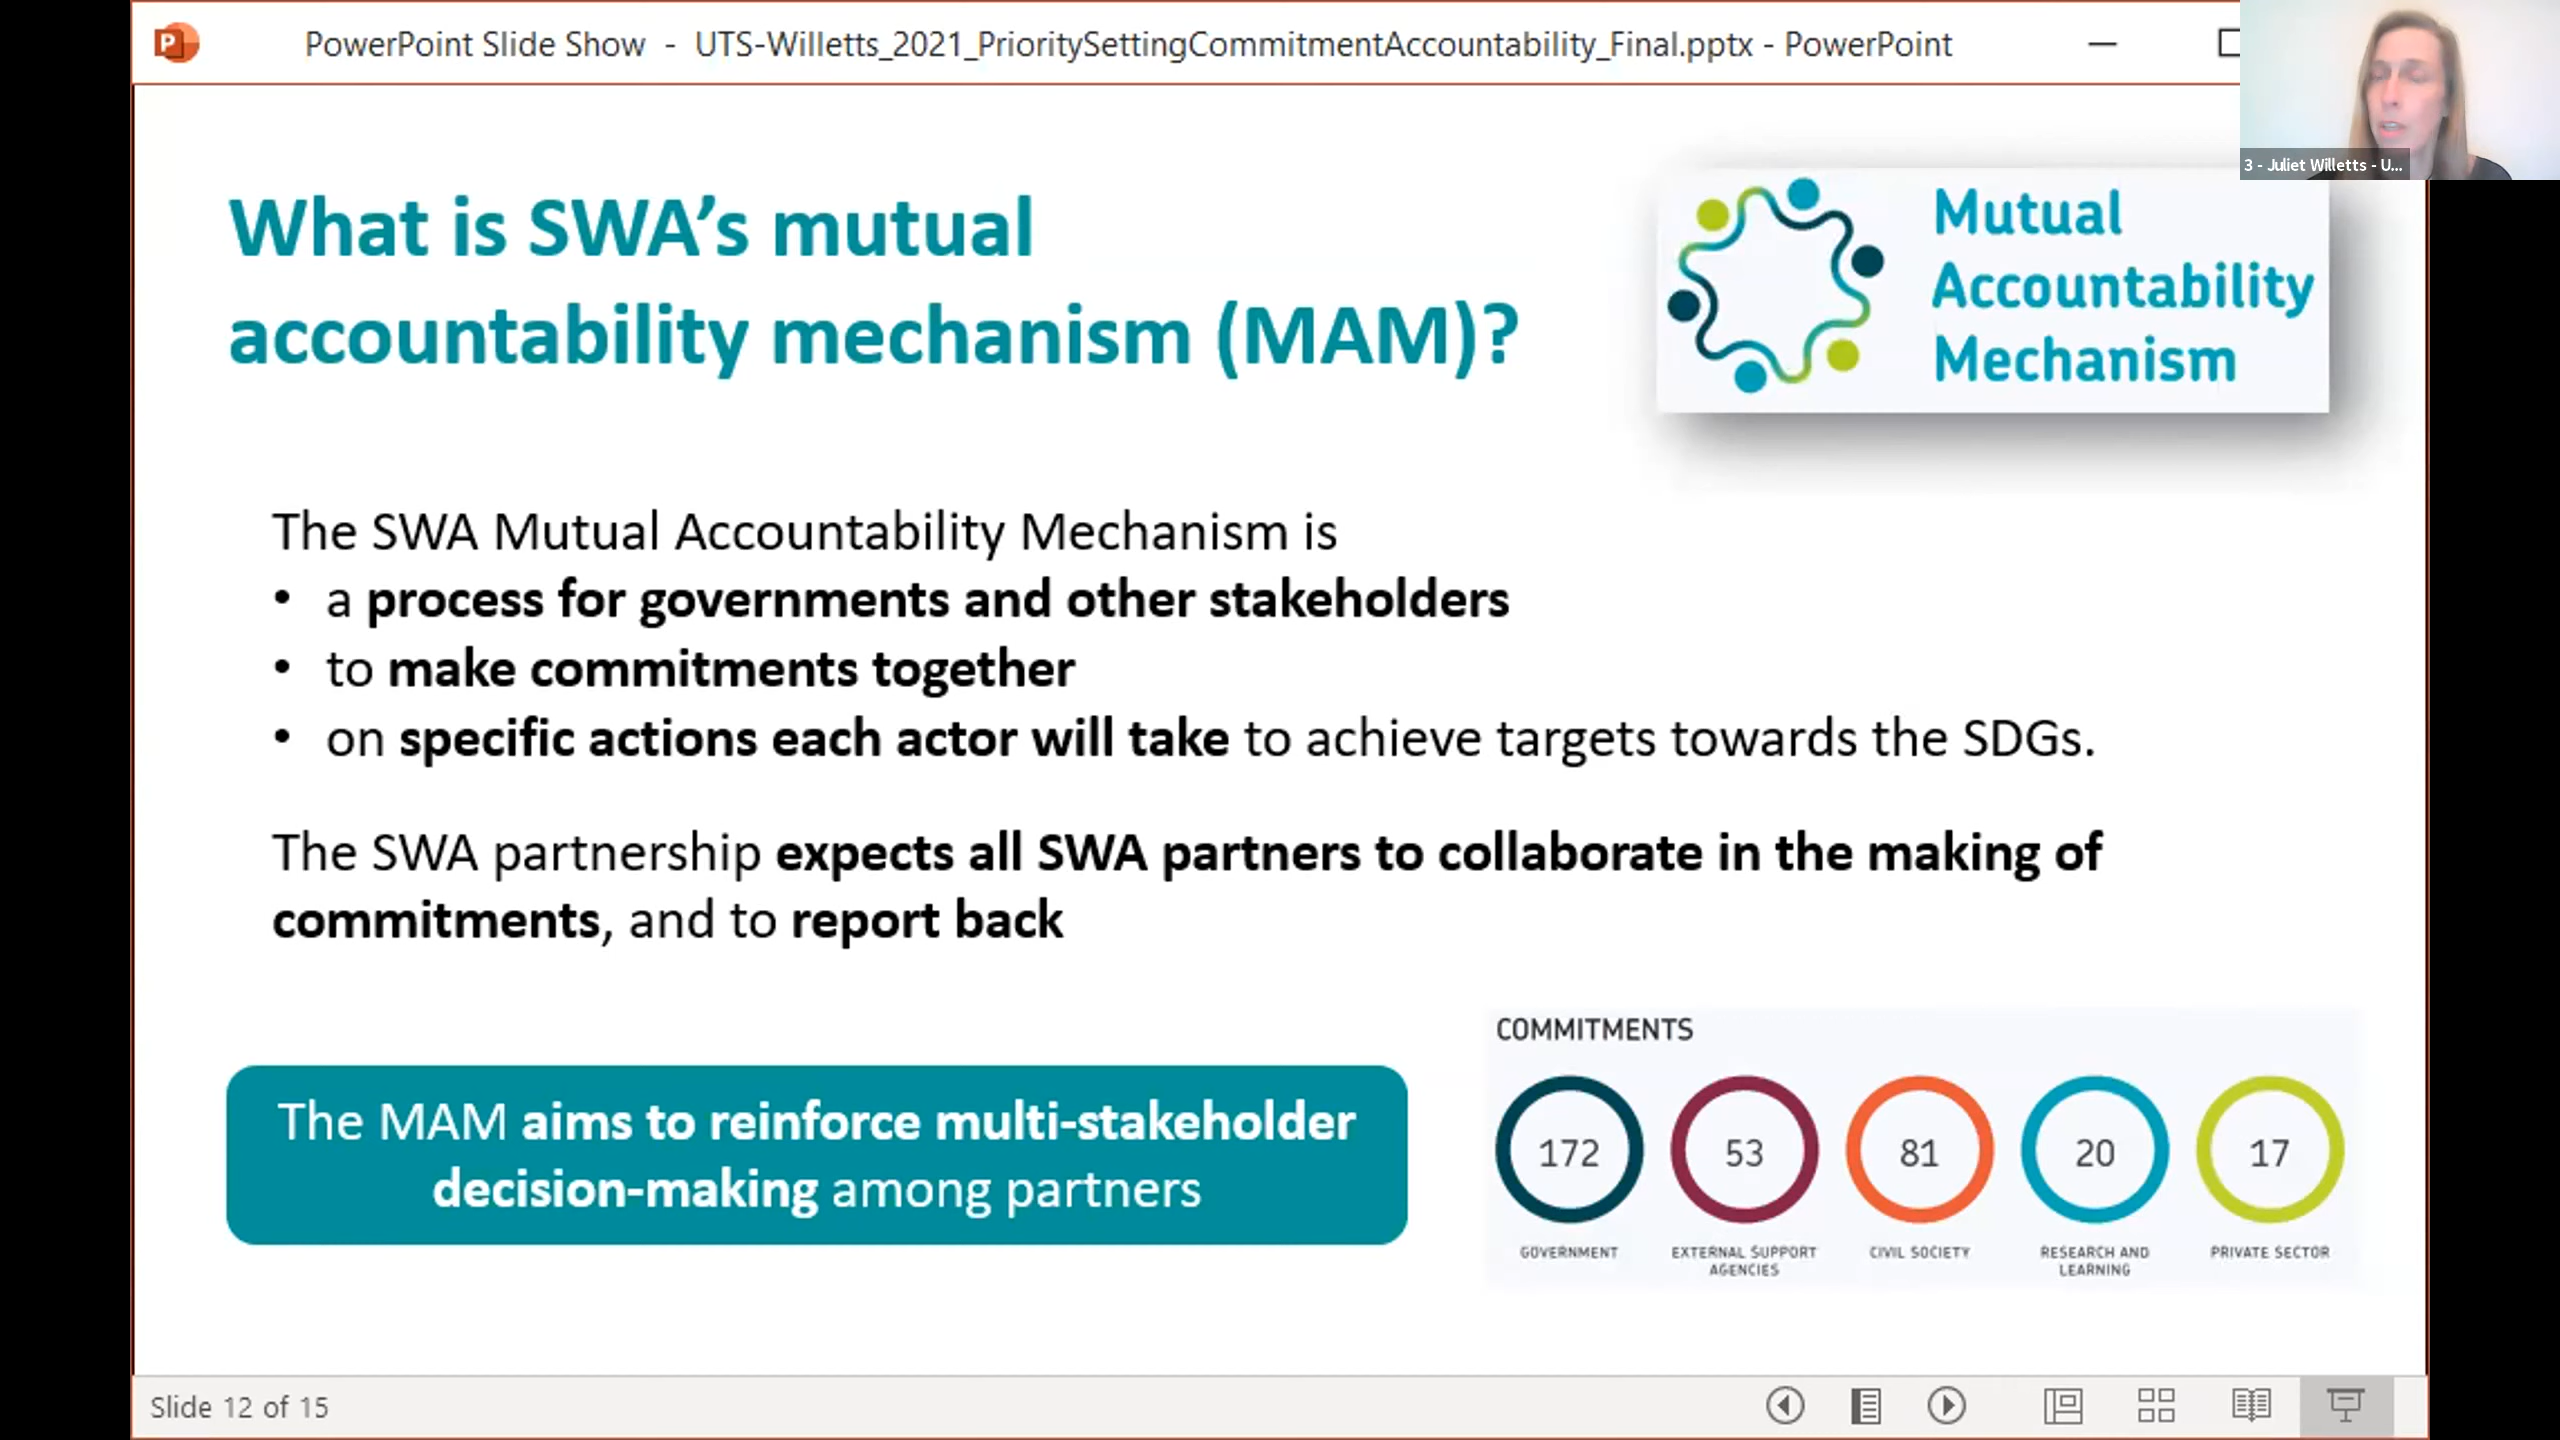 PowerPoint Slide Show - UTS-Willetts_2021_PrioritySettingCommitmentAccountability_Final.pptx - PowerPoint
3 - Juliet Willetts - U...
What is SWA’s mutual
accountability mechanism (MAM)?
Mutual
Accountability
Mechanism
The SWA Mutual Accountability Mechanism is
• a process for governments and other stakeholders
• to make commitments together
• on specific actions each actor will take to achieve targets towards the SDGs.
The SWA partnership expects all SWA partners to collaborate in the making of
commitments, and to report back
The MAM aims to reinforce multi-stakeholder
decision-making among partners
COMMITMENTS
172 53 81 20 17
GOVERNMENT EXTERNAL SUPPORT CIVIL SOCIETY RESEARCH AND PRIVATE SECTOR
AGENCIES LEARNING
Slide 12 of 15